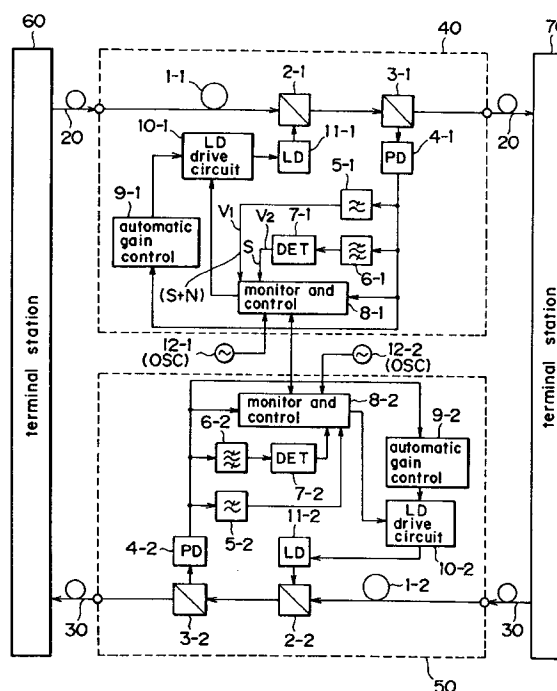 60
40
70
1-1
2-1
3-1
20
20
10-1
LD
drive
circuit
11-1
LD
PD
4-1
9-1
automatic
gain
control
5-1
V1
V2
7-1
S
DET
6-1
(S+N)
monitor and
control
8-1
12-1
(OSC)
12-2
(OSC)
terminal station
terminal station
monitor and
control
8-2
9-2
6-2
DET
7-2
automatic
gain
control
5-2
11-2
LD
drive
circuit
4-2
PD
LD
10-2
1-2
30
3-2
2-2
30
50